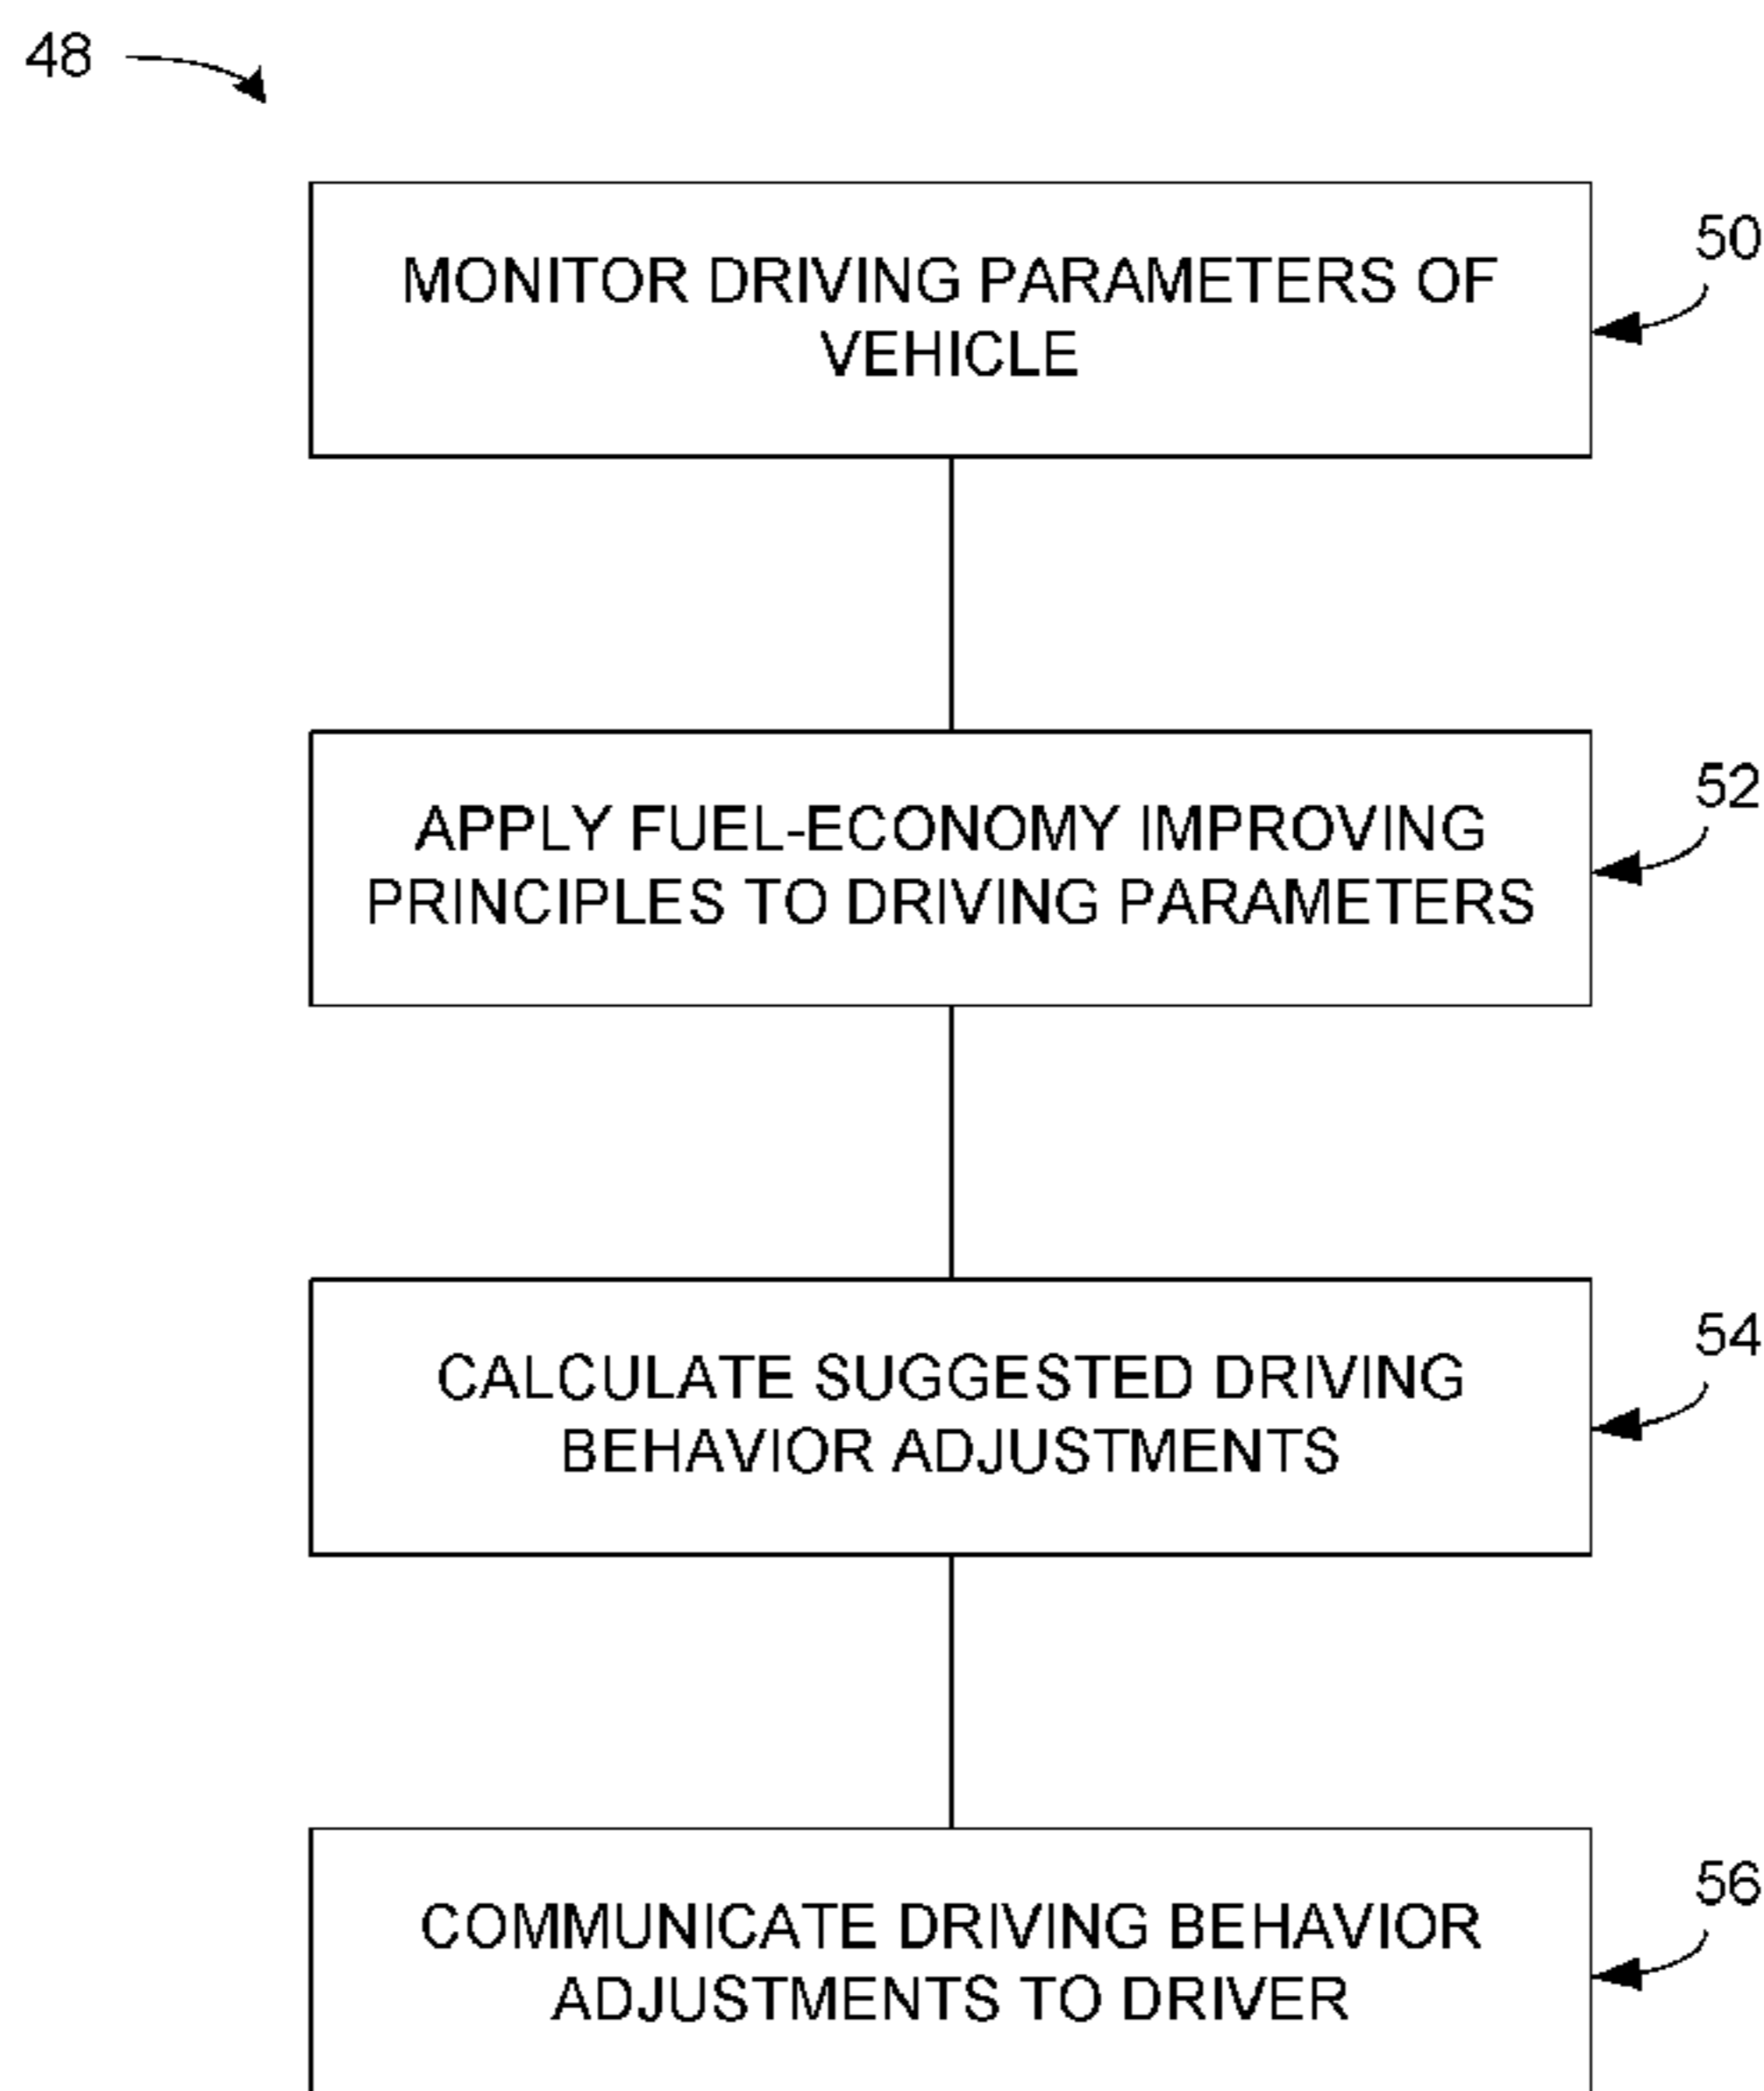 48
MONITOR DRIVING PARAMETERS OF
VEHICLE
50
APPLY FUEL-ECONOMY IMPROVING
PRINCIPLES TO DRIVING PARAMETERS
52
CALCULATE SUGGESTED DRIVING
BEHAVIOR ADJUSTMENTS
54
COMMUNICATE DRIVING BEHAVIOR
ADJUSTMENTS TO DRIVER
56